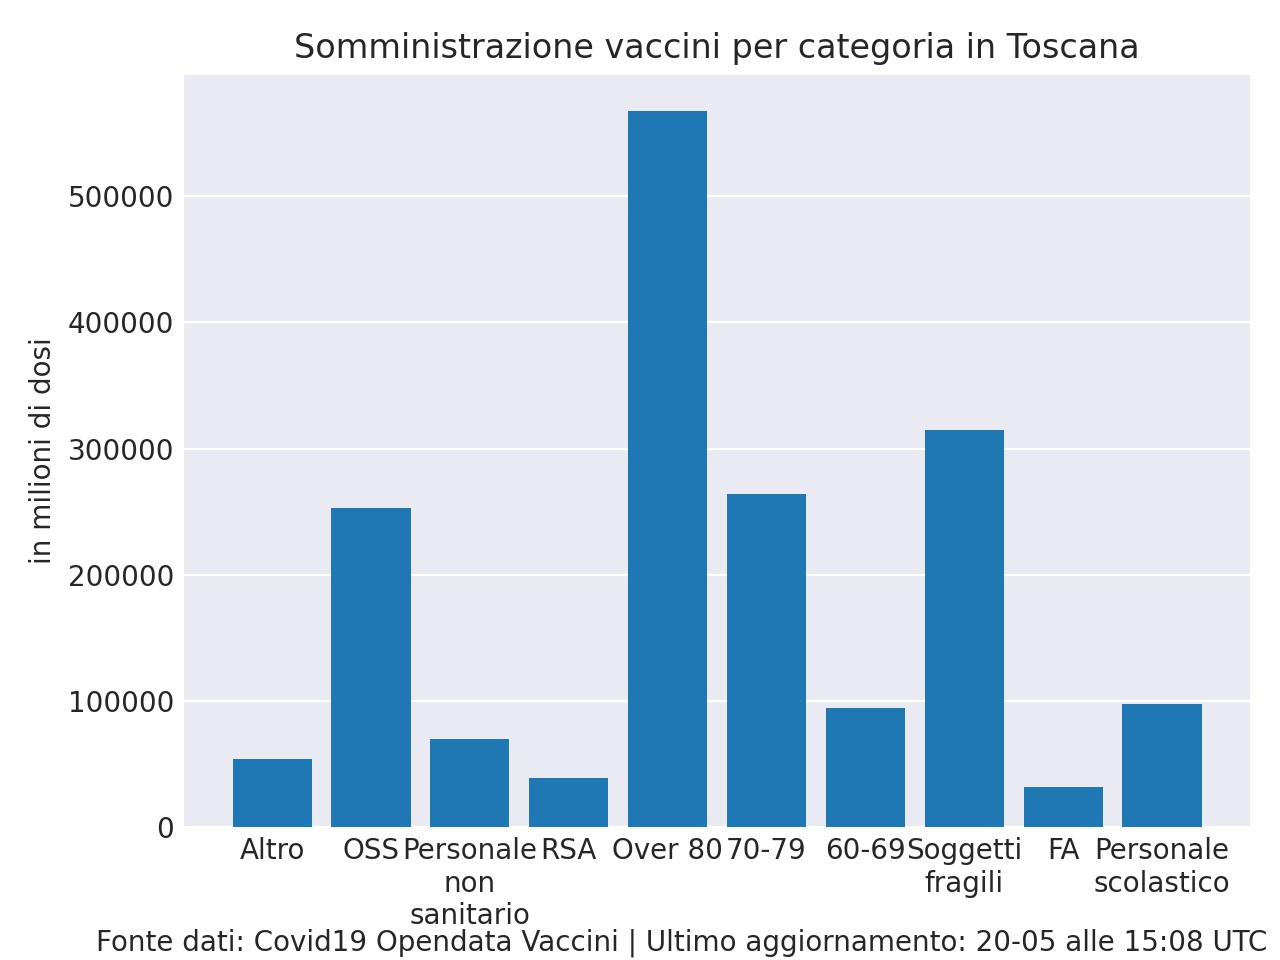 Somministrazione vaccini per categoria in Toscana
in milioni di dosi
500000
400000
300000
200000
100000
0
Altro
OSS
Personale
non
sanitario
RSA
Over 80
70-79
60-69
Soggetti
fragili
FA
Personale
scolastico
Fonte dati: Covid19 Opendata Vaccini | Ultimo aggiornamento: 20-05 alle 15:08 UTC